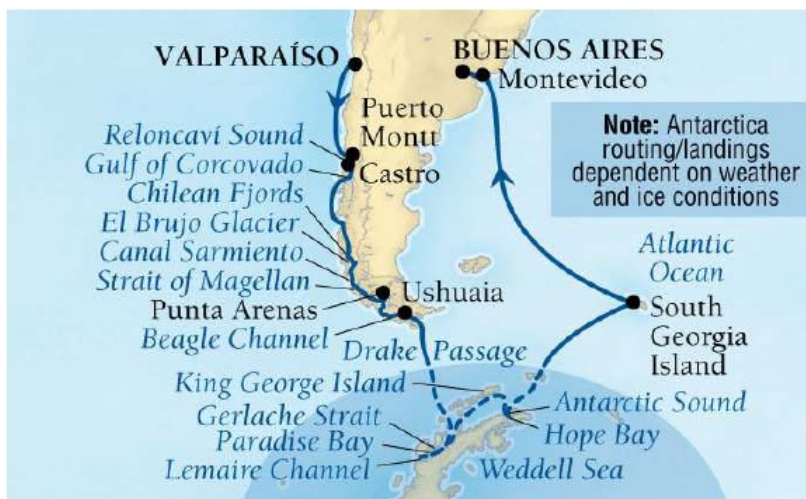 VALPARAÍSO
BUENOS AIRES
Montevideo
Puerto
Montt
Reloncaví Sound
Gulf of Corcovado
Castro
Chilean Fjords
El Brujo Glacier
Canal Sarmiento
Strait of Magellan
Punta Arenas
Ushuaia
Beagle Channel
Drake Passage
Note: Antarctica
routing/landings
dependent on weather
and ice conditions
Atlantic
Ocean
South
Georgia
Island
King George Island
Gerlache Strait
Paradise Bay
Lemaire Channel
Antarctic Sound
Hope Bay
Weddell Sea